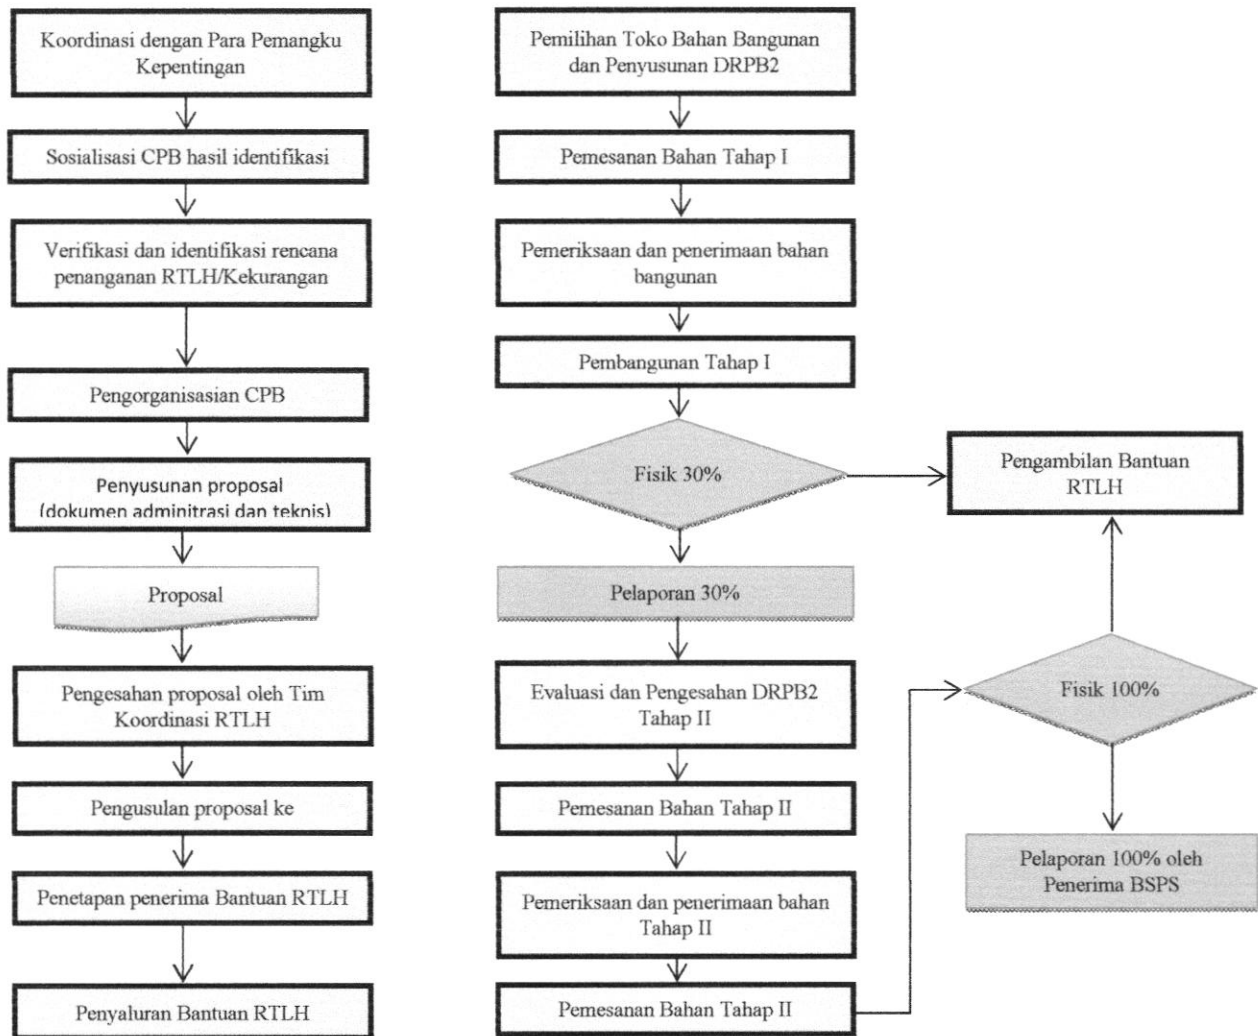 Koordinasi dengan Para Pemangku
Kepentingan
Sosialisasi CPB hasil identifikasi
Verifikasi dan identifikasi rencana
penanganan RTLH/Kekurangan
Pengorganisasian CPB
Penyusunan proposal
(dokumen adminitrasi dan teknis)
Proposal
Pengesahan proposal oleh Tim
Koordinasi RTLH
Pengusulan proposal ke
Penetapan penerima Bantuan RTLH
Penyaluran Bantuan RTLH
Pemilihan Toko Bahan Bangunan
dan Penyusunan DRPB2
Pemesanan Bahan Tahap I
Pemeriksaan dan penerimaan bahan
bangunan
Pembangunan Tahap I
Fisik 30%
Pelaporan 30%
Evaluasi dan Pengesahan DRPB2
Tahap II
Pemesanan Bahan Tahap II
Pemeriksaan dan penerimaan bahan
Tahap II
Pemesanan Bahan Tahap II
Pengambilan Bantuan
RTLH
Fisik 100%
Pelaporan 100% oleh
Penerima BSPS